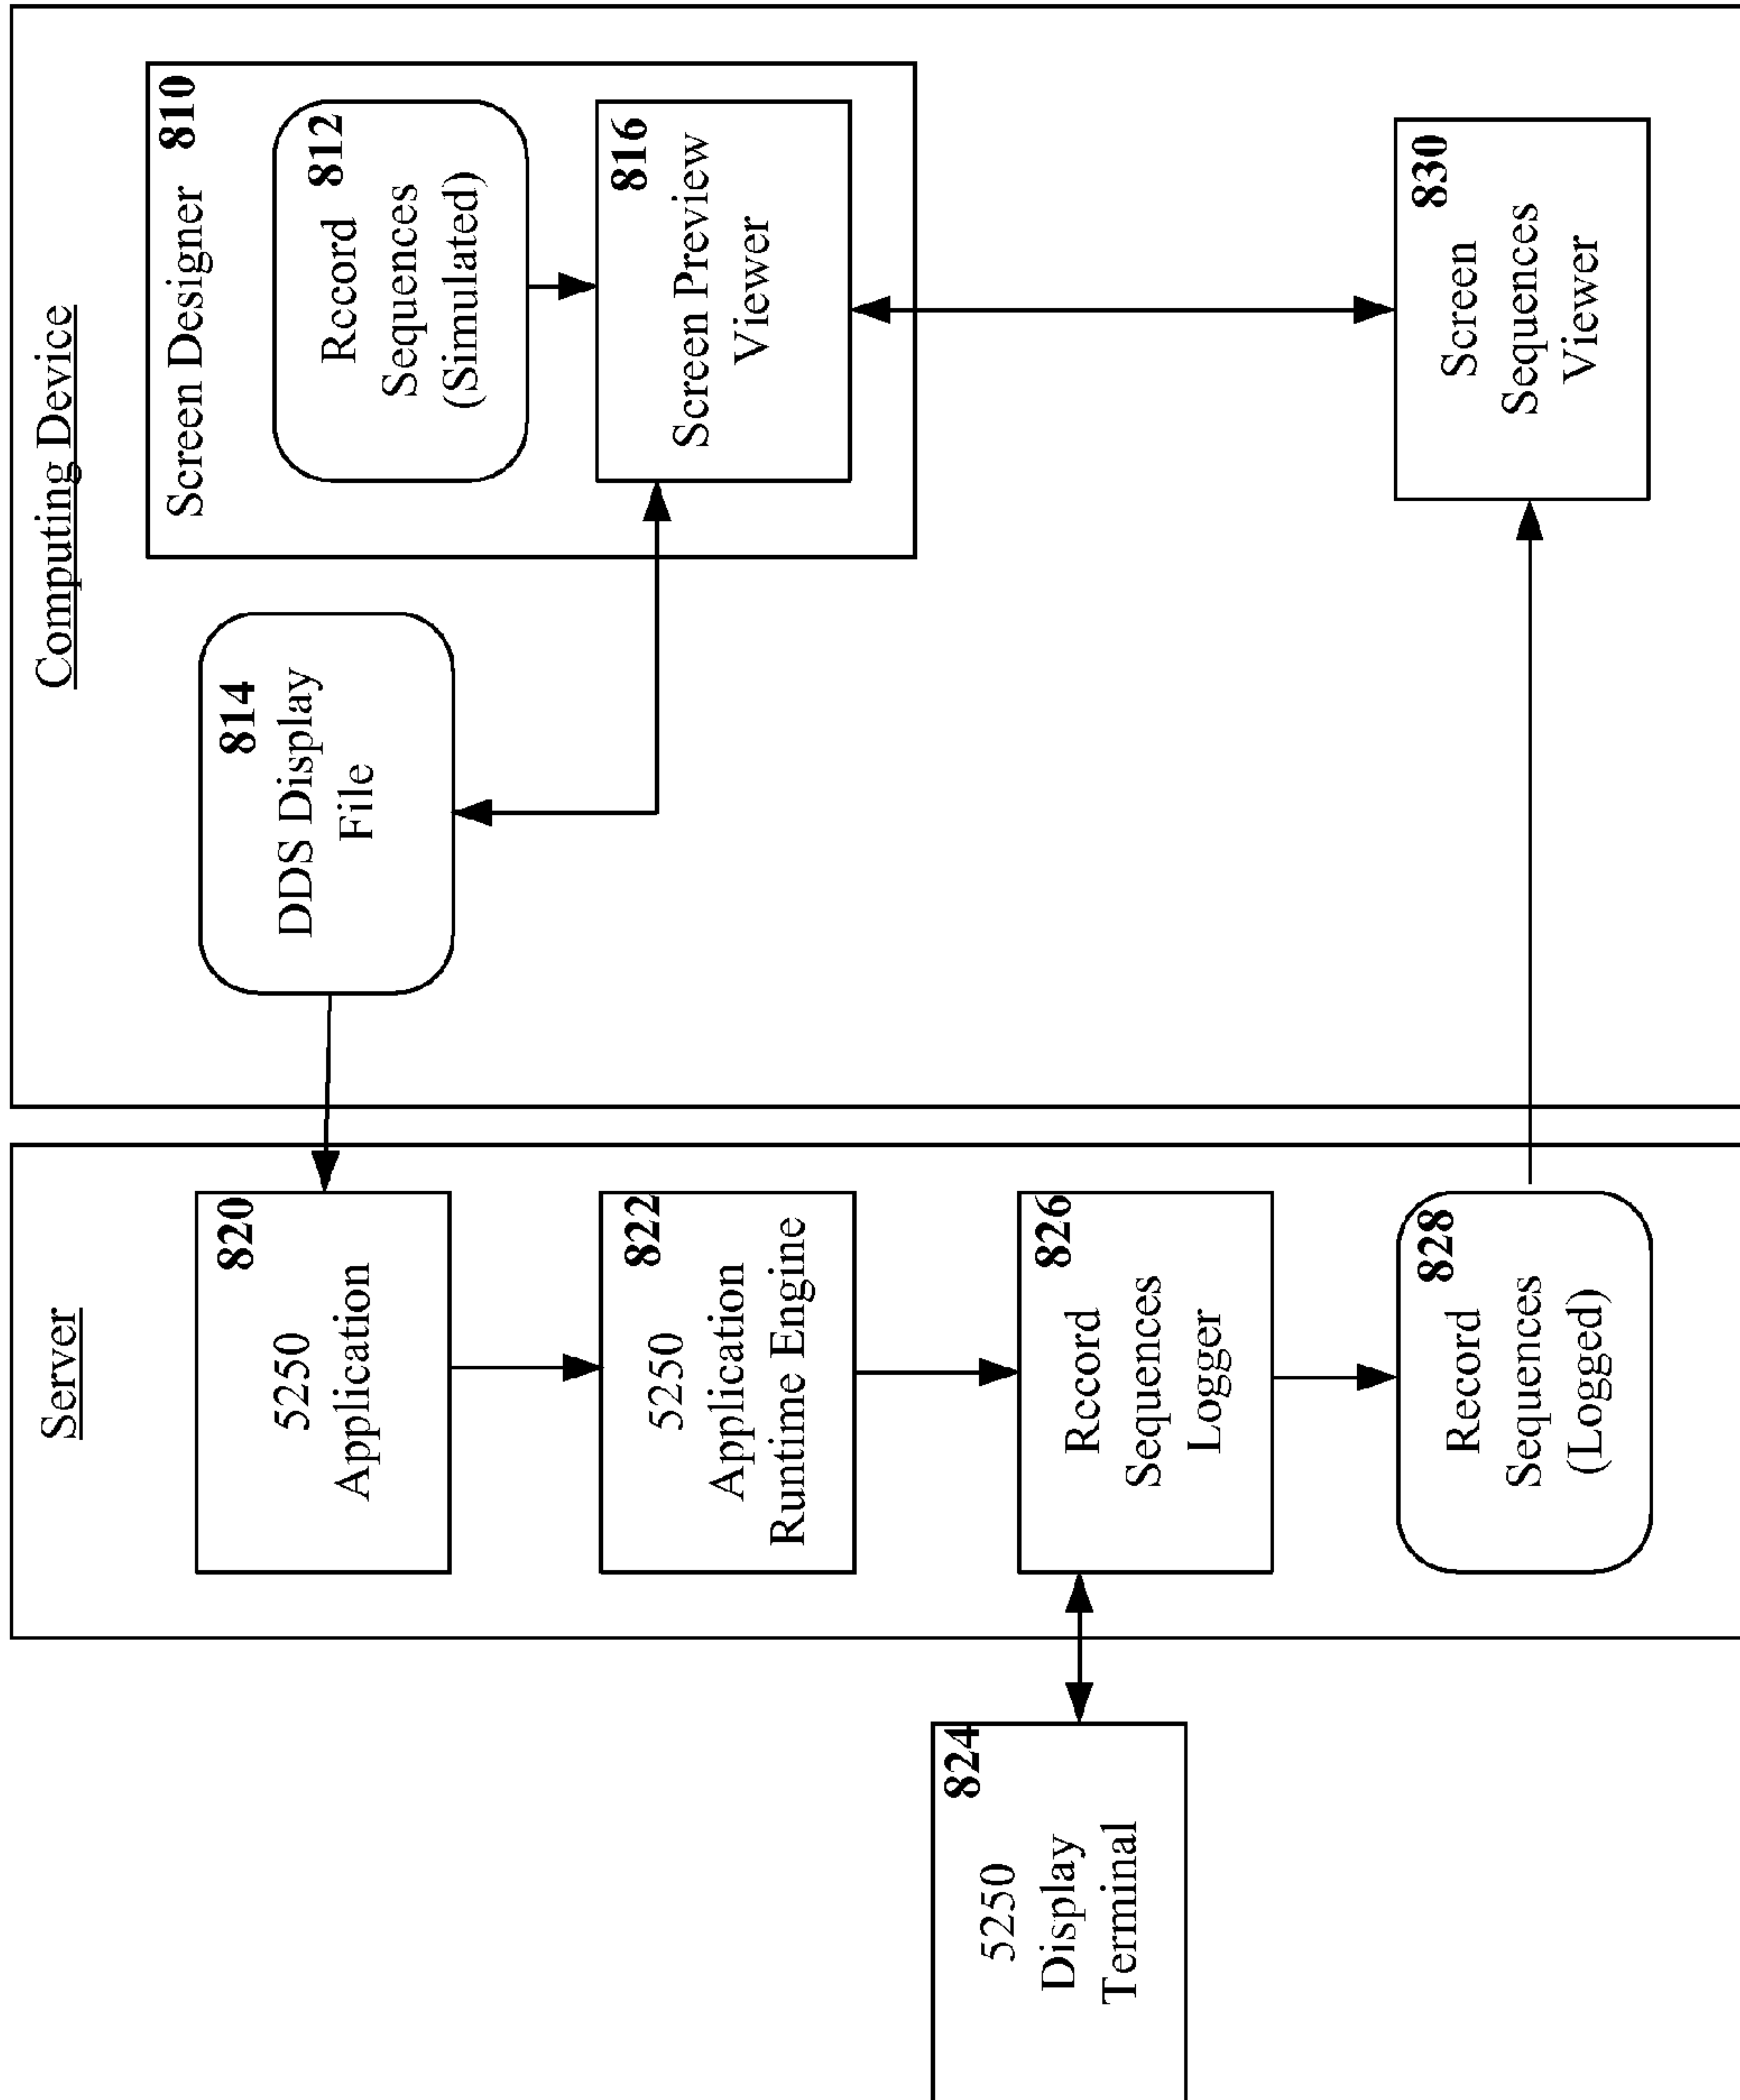 Server
Computing Device
820
5250
Application
822
5250
Application
Runtime Engine
824
5250
Display
Terminal
826
Record
Sequences
Logger
828
Record
Sequences
(Logged)
814
DDS Display
File
Screen Designer 810
812
Record
Sequences
(Simulated)
816
Screen Preview
Viewer
830
Screen
Sequences
Viewer